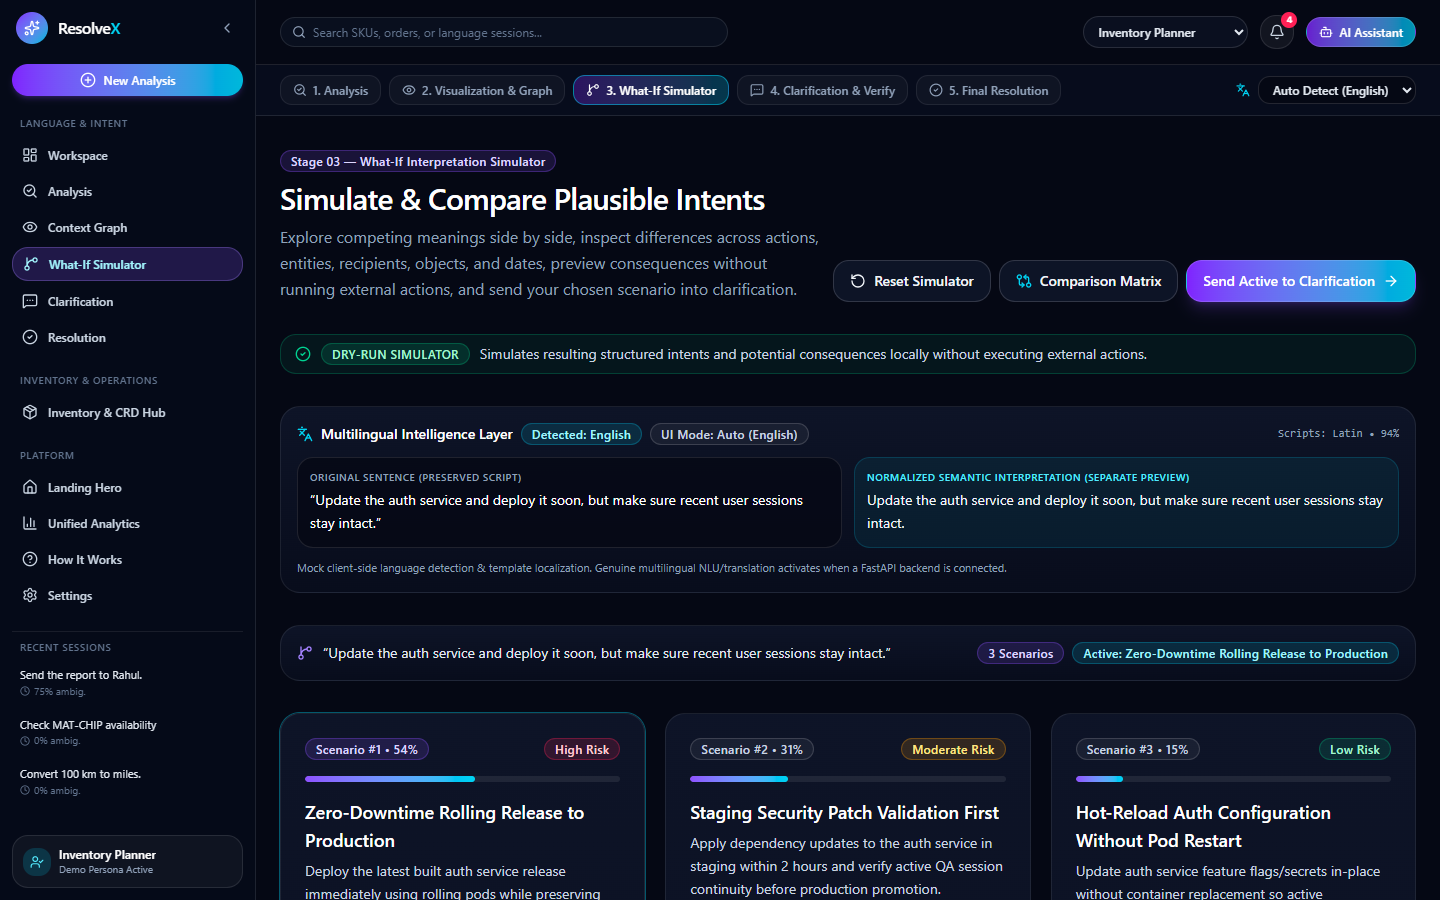 ResolveX
New Analysis
LANGUAGE & INTENT
Workspace
Analysis
Context Graph
What-If Simulator
Clarification
Resolution
INVENTORY & OPERATIONS
Inventory & CRD Hub
PLATFORM
Landing Hero
Unified Analytics
How It Works
Settings
RECENT SESSIONS
Send the report to Rahul.
75% ambig.
Check MAT-CHIP availability
0% ambig.
Convert 100 km to miles.
0% ambig.
Inventory Planner
Demo Persona Active
Search SKUs, orders, or language sessions...
Inventory Planner
4
AI Assistant
1. Analysis
2. Visualization & Graph
3. What-If Simulator
4. Clarification & Verify
5. Final Resolution
Auto Detect (English)
Stage 03 — What-If Interpretation Simulator
Simulate & Compare Plausible Intents
Explore competing meanings side by side, inspect differences across actions,
entities, recipients, objects, and dates, preview consequences without
running external actions, and send your chosen scenario into clarification.
Reset Simulator
Comparison Matrix
Send Active to Clarification
DRY-RUN SIMULATOR
Simulates resulting structured intents and potential consequences locally without executing external actions.
Multilingual Intelligence Layer
Detected: English
UI Mode: Auto (English)
Scripts: Latin • 94%
ORIGINAL SENTENCE (PRESERVED SCRIPT)
“Update the auth service and deploy it soon, but make sure recent user sessions
stay intact.”
NORMALIZED SEMANTIC INTERPRETATION (SEPARATE PREVIEW)
Update the auth service and deploy it soon, but make sure recent user sessions stay
intact.
Mock client-side language detection & template localization. Genuine multilingual NLU/translation activates when a FastAPI backend is connected.
“Update the auth service and deploy it soon, but make sure recent user sessions stay intact.”
3 Scenarios
Active: Zero-Downtime Rolling Release to Production
Scenario #1 • 54%
High Risk
Zero-Downtime Rolling Release to
Production
Deploy the latest built auth service release
immediately using rolling pods while preserving
Scenario #2 • 31%
Moderate Risk
Staging Security Patch Validation First
Apply dependency updates to the auth service in
staging within 2 hours and verify active QA session
continuity before production promotion.
Scenario #3 • 15%
Low Risk
Hot-Reload Auth Configuration
Without Pod Restart
Update auth service feature flags/secrets in-place
without container replacement so active